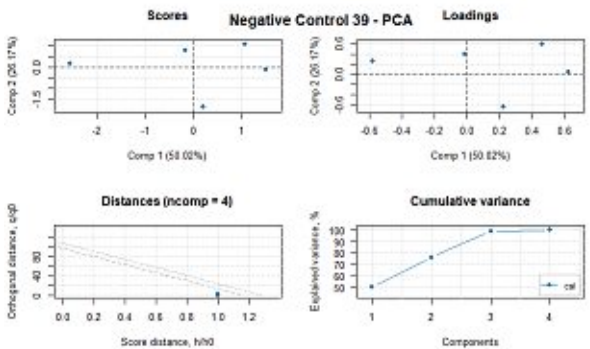 Negative Control 39 - PCA
Scores
Comp 2 (26.17%)
0.0
-1.5
-2 -1 0 1
Comp 1 (50.02%)
Loadings
Comp 2 (26.17%)
0.6
0.0
-0.6
-0.6 -0.4 -0.2 0.0 0.2 0.4 0.6
Comp 1 (50.02%)
Distances (ncomp = 4)
Orthogonal distance, q/q0
80
40
0
0.0 0.2 0.4 0.6 0.8 1.0 1.2
Score distance, h/h0
Cumulative variance
Explained variance, %
100
90
80
70
60
50
1 2 3 4
cal
Components